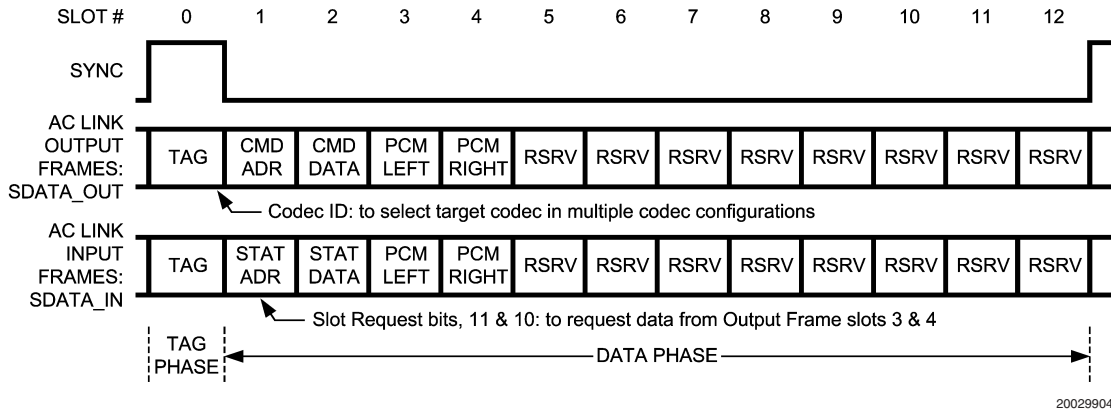 SLOT # 0 1 2 3 4 5 6 7 8 9 10 11 12
SYNC
AC LINK
OUTPUT
FRAMES:
SDATA_OUT
TAG
CMD
ADR
CMD
DATA
PCM
LEFT
PCM
RIGHT
RSRV RSRV RSRV RSRV RSRV RSRV RSRV RSRV
Codec ID: to select target codec in multiple codec configurations
AC LINK
INPUT
FRAMES:
SDATA_IN
TAG
STAT
ADR
STAT
DATA
PCM
LEFT
PCM
RIGHT
RSRV RSRV RSRV RSRV RSRV RSRV RSRV RSRV
Slot Request bits, 11 & 10: to request data from Output Frame slots 3 & 4
TAG
PHASE
DATA PHASE
20029904